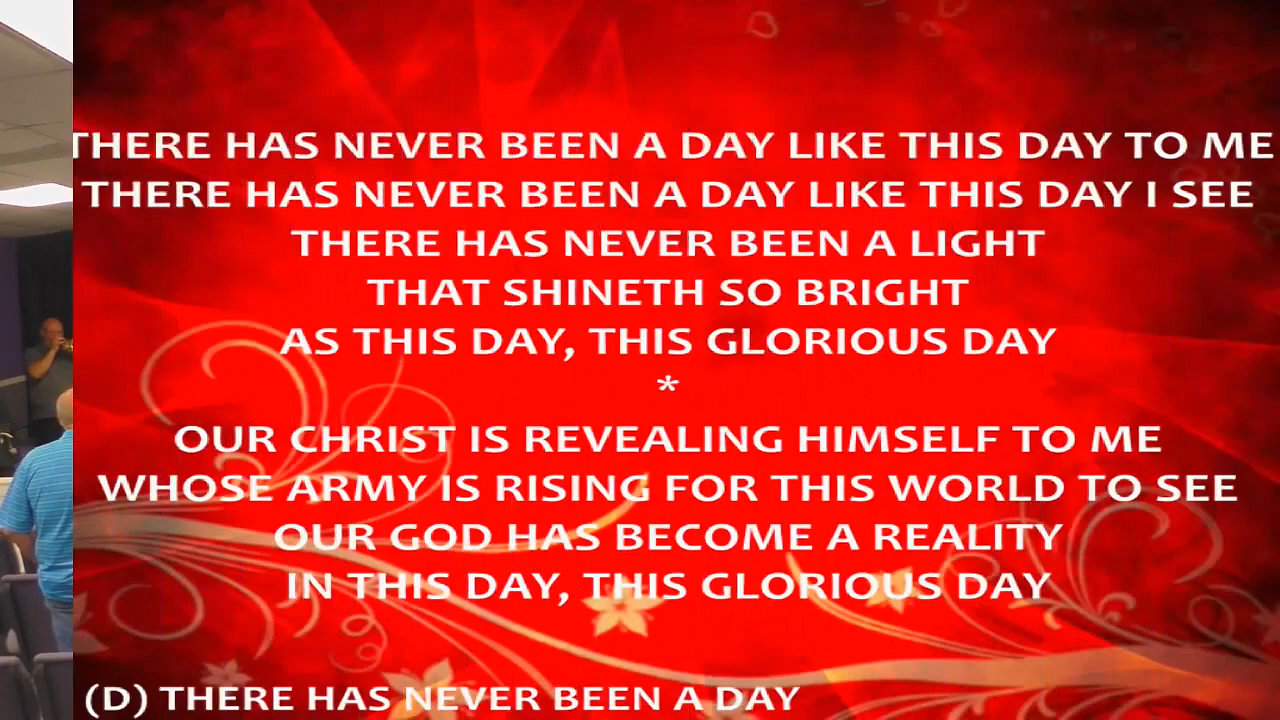 THERE HAS NEVER BEEN A DAY LIKE THIS DAY TO ME
THERE HAS NEVER BEEN A DAY LIKE THIS DAY I SEE
THERE HAS NEVER BEEN A LIGHT
THAT SHINETH SO BRIGHT
AS THIS DAY, THIS GLORIOUS DAY
*
OUR CHRIST IS REVEALING HIMSELF TO ME
WHOSE ARMY IS RISING FOR THIS WORLD TO SEE
OUR GOD HAS BECOME A REALITY
IN THIS DAY, THIS GLORIOUS DAY
(D) THERE HAS NEVER BEEN A DAY